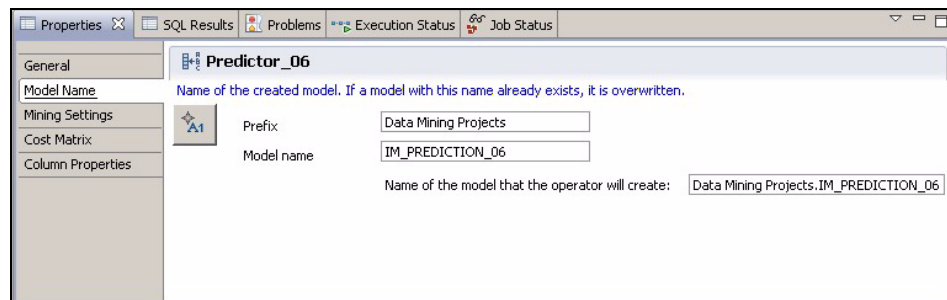 Properties SQL Results Problems Execution Status Job Status
General
Model Name
Mining Settings
Cost Matrix
Column Properties
Predictor_06
Name of the created model. If a model with this name already exists, it is overwritten.
A1
Prefix Data Mining Projects
Model name IM_PREDICTION_06
Name of the model that the operator will create: Data Mining Projects.IM_PREDICTION_06